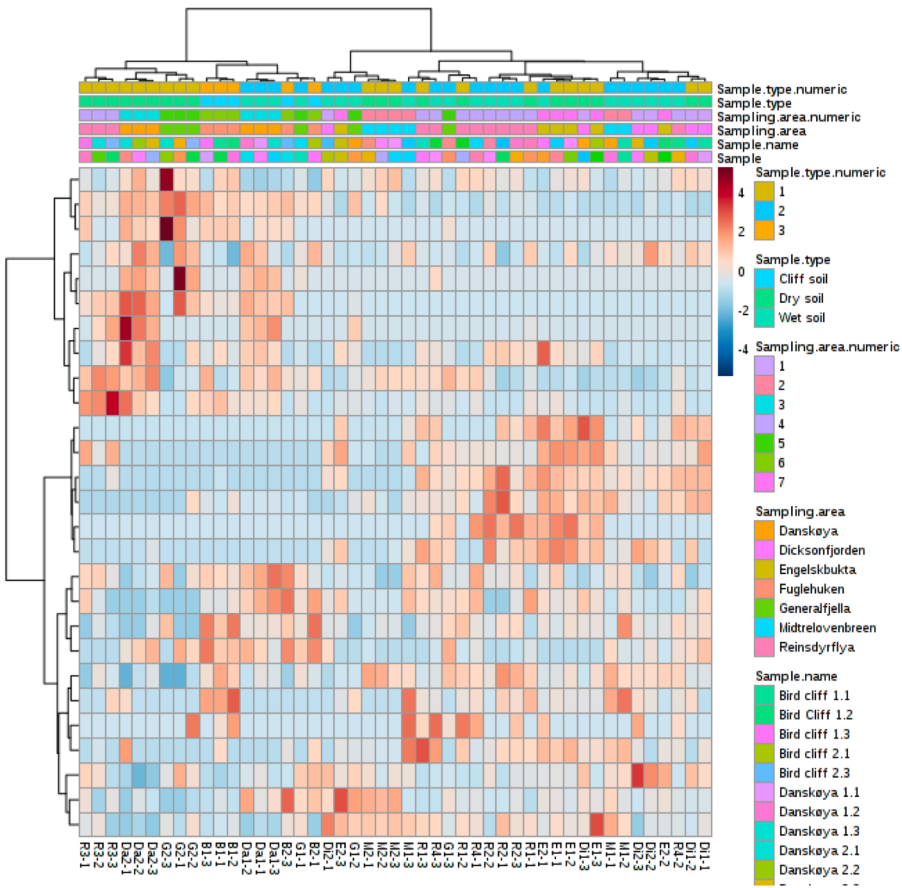 Sample.type.numeric
Sample.type
Sampling.area.numeric
Sampling.area
Sample.name
Sample
4
2
0
-2
-4
Sample.type.numeric
1
2
3
Sample.type
Cliff soil
Dry soil
Wet soil
Sampling.area.numeric
1
2
3
4
5
6
7
Sampling.area
Danskøya
Dicksonfjorden
Engelskbukta
Fuglehuken
Generalfjella
Midtrelovenbreen
Reinsdyrflya
Sample.name
Bird cliff 1.1
Bird Cliff 1.2
Bird cliff 1.3
Bird cliff 2.1
Bird cliff 2.3
Danskøya 1.1
Danskøya 1.2
Danskøya 1.3
Danskøya 2.1
Danskøya 2.2
R3-1
R3-2
R3-3
Da2-1
Da2-2
Da2-3
G2-3
G2-1
G2-2
B1-3
B1-1
B1-2
Da1-2
Da1-1
Da1-3
B2-3
G1-1
B2-1
Di2-1
E2-3
G1-2
M2-1
M2-2
M2-3
M1-3
R1-3
R4-3
G1-3
R1-2
R4-1
R2-2
R2-1
R2-3
R1-1
E2-1
E1-1
E1-2
Di1-3
E1-3
M1-1
M1-2
Di2-3
Di2-2
E2-2
R4-2
Di1-2
Di1-1